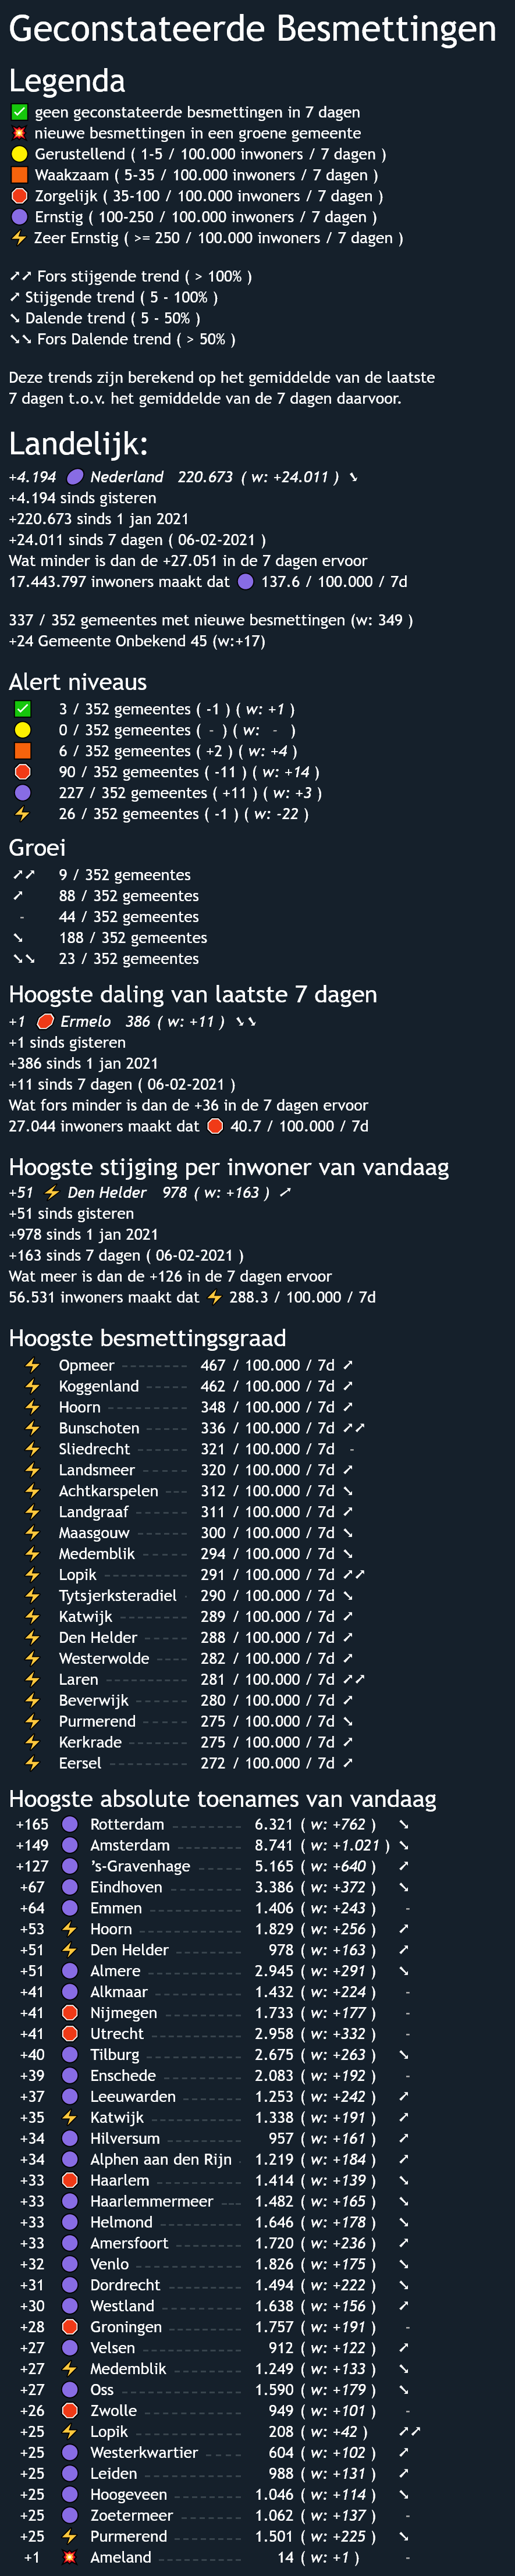 Geconstateerde Besmettingen
Legenda
geen geconstateerde besmettingen in 7 dagen
nieuwe besmettingen in een groene gemeente
Gerustellend ( 1-5 / 100.000 inwoners / 7 dagen )
Waakzaam ( 5-35 / 100.000 inwoners / 7 dagen )
Zorgelijk ( 35-100 / 100.000 inwoners / 7 dagen )
Ernstig ( 100-250 / 100.000 inwoners / 7 dagen )
Zeer Ernstig ( >= 250 / 100.000 inwoners / 7 dagen )
➚➚ Fors stijgende trend ( > 100% )
➚ Stijgende trend ( 5 - 100% )
➘ Dalende trend ( 5 - 50% )
➘➘ Fors Dalende trend ( > 50% )
Deze trends zijn berekend op het gemiddelde van de laatste
7 dagen t.o.v. het gemiddelde van de 7 dagen daarvoor.
Landelijk:
+4.194 Nederland 220.673 ( w: +24.011 ) ➘
+4.194 sinds gisteren
+220.673 sinds 1 jan 2021
+24.011 sinds 7 dagen ( 06-02-2021 )
Wat minder is dan de +27.051 in de 7 dagen ervoor
17.443.797 inwoners maakt dat 137.6 / 100.000 / 7d
337 / 352 gemeentes met nieuwe besmettingen (w: 349 )
+24 Gemeente Onbekend 45 (w:+17)
Alert niveaus
3 / 352 gemeentes ( -1 ) ( w: +1 )
0 / 352 gemeentes ( - ) ( w: - )
6 / 352 gemeentes ( +2 ) ( w: +4 )
90 / 352 gemeentes ( -11 ) ( w: +14 )
227 / 352 gemeentes ( +11 ) ( w: +3 )
26 / 352 gemeentes ( -1 ) ( w: -22 )
Groei
➚➚ 9 / 352 gemeentes
➚ 88 / 352 gemeentes
- 44 / 352 gemeentes
➘ 188 / 352 gemeentes
➘➘ 23 / 352 gemeentes
Hoogste daling van laatste 7 dagen
+1 Ermelo 386 ( w: +11 ) ➘➘
+1 sinds gisteren
+386 sinds 1 jan 2021
+11 sinds 7 dagen ( 06-02-2021 )
Wat fors minder is dan de +36 in de 7 dagen ervoor
27.044 inwoners maakt dat 40.7 / 100.000 / 7d
Hoogste stijging per inwoner van vandaag
+51 Den Helder 978 ( w: +163 ) ➚
+51 sinds gisteren
+978 sinds 1 jan 2021
+163 sinds 7 dagen ( 06-02-2021 )
Wat meer is dan de +126 in de 7 dagen ervoor
56.531 inwoners maakt dat 288.3 / 100.000 / 7d
Hoogste besmettingsgraad
Opmeer 467 / 100.000 / 7d ➚
Koggenland 462 / 100.000 / 7d ➚
Hoorn 348 / 100.000 / 7d ➚
Bunschoten 336 / 100.000 / 7d ➚➚
Sliedrecht 321 / 100.000 / 7d -
Landsmeer 320 / 100.000 / 7d ➚
Achtkarspelen 312 / 100.000 / 7d ➘
Landgraaf 311 / 100.000 / 7d ➚
Maasgouw 300 / 100.000 / 7d ➘
Medemblik 294 / 100.000 / 7d ➘
Lopik 291 / 100.000 / 7d ➚➚
Tytsjerksteradiel 290 / 100.000 / 7d ➘
Katwijk 289 / 100.000 / 7d ➚
Den Helder 288 / 100.000 / 7d ➚
Westerwolde 282 / 100.000 / 7d ➚
Laren 281 / 100.000 / 7d ➚➚
Beverwijk 280 / 100.000 / 7d ➚
Purmerend 275 / 100.000 / 7d ➘
Kerkrade 275 / 100.000 / 7d ➚
Eersel 272 / 100.000 / 7d ➚
Hoogste absolute toenames van vandaag
+165 Rotterdam 6.321 ( w: +762 ) ➘
+149 Amsterdam 8.741 ( w: +1.021 ) ➘
+127 's-Gravenhage 5.165 ( w: +640 ) ➚
+67 Eindhoven 3.386 ( w: +372 ) ➘
+64 Emmen 1.406 ( w: +243 ) -
+53 Hoorn 1.829 ( w: +256 ) ➚
+51 Den Helder 978 ( w: +163 ) ➚
+51 Almere 2.945 ( w: +291 ) ➘
+41 Alkmaar 1.432 ( w: +224 ) -
+41 Nijmegen 1.733 ( w: +177 ) -
+41 Utrecht 2.958 ( w: +332 ) -
+40 Tilburg 2.675 ( w: +263 ) ➘
+39 Enschede 2.083 ( w: +192 ) -
+37 Leeuwarden 1.253 ( w: +242 ) ➚
+35 Katwijk 1.338 ( w: +191 ) ➚
+34 Hilversum 957 ( w: +161 ) ➚
+34 Alphen aan den Rijn 1.219 ( w: +184 ) ➚
+33 Haarlem 1.414 ( w: +139 ) ➘
+33 Haarlemmermeer 1.482 ( w: +165 ) ➘
+33 Helmond 1.646 ( w: +178 ) ➘
+33 Amersfoort 1.720 ( w: +236 ) ➚
+32 Venlo 1.826 ( w: +175 ) ➘
+31 Dordrecht 1.494 ( w: +222 ) ➘
+30 Westland 1.638 ( w: +156 ) ➚
+28 Groningen 1.757 ( w: +191 ) -
+27 Velsen 912 ( w: +122 ) ➚
+27 Medemblik 1.249 ( w: +133 ) ➘
+27 Oss 1.590 ( w: +179 ) ➘
+26 Zwolle 949 ( w: +101 ) -
+25 Lopik 208 ( w: +42 ) ➚➚
+25 Westerkwartier 604 ( w: +102 ) ➚
+25 Leiden 988 ( w: +131 ) ➚
+25 Hoogeveen 1.046 ( w: +114 ) ➘
+25 Zoetermeer 1.062 ( w: +137 ) -
+25 Purmerend 1.501 ( w: +225 ) ➘
+1 Ameland 14 ( w: +1 ) -